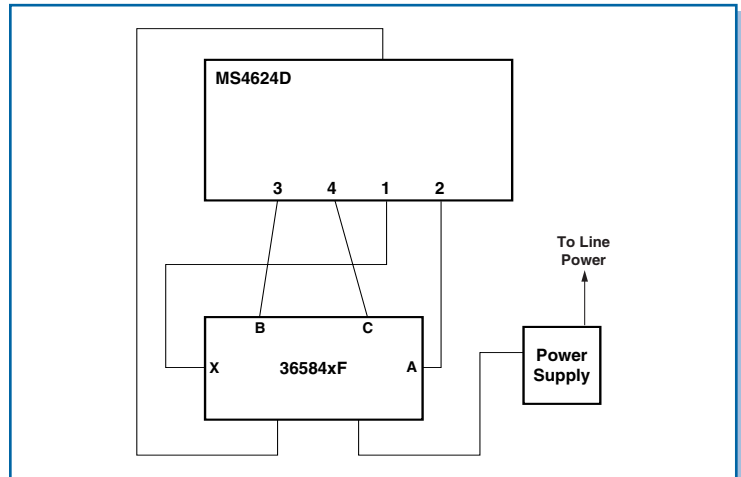 MS4624D
3 4 1 2
To Line
Power
B C
X 36584xF A
Power
Supply